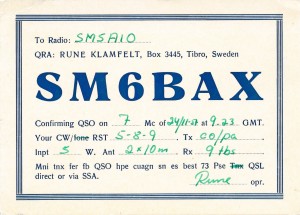 To Radio: SM5AIO
QRA: RUNE KLAMFELT, Box 3445, Tibro, Sweden
SM6BAX
Confirming QSO on 7 Mc of 24/11-57 at 9.23 GMT.
Your CW/fone RST 5-8-9 Tx co/pa
Inpt 5 W. Ant 2x10m Rx 9 tbs
Mni tnx fer fb QSO hpe cuagn sn es best 73 Pse Tnx QSL
direct or via SSA. Rune opr.